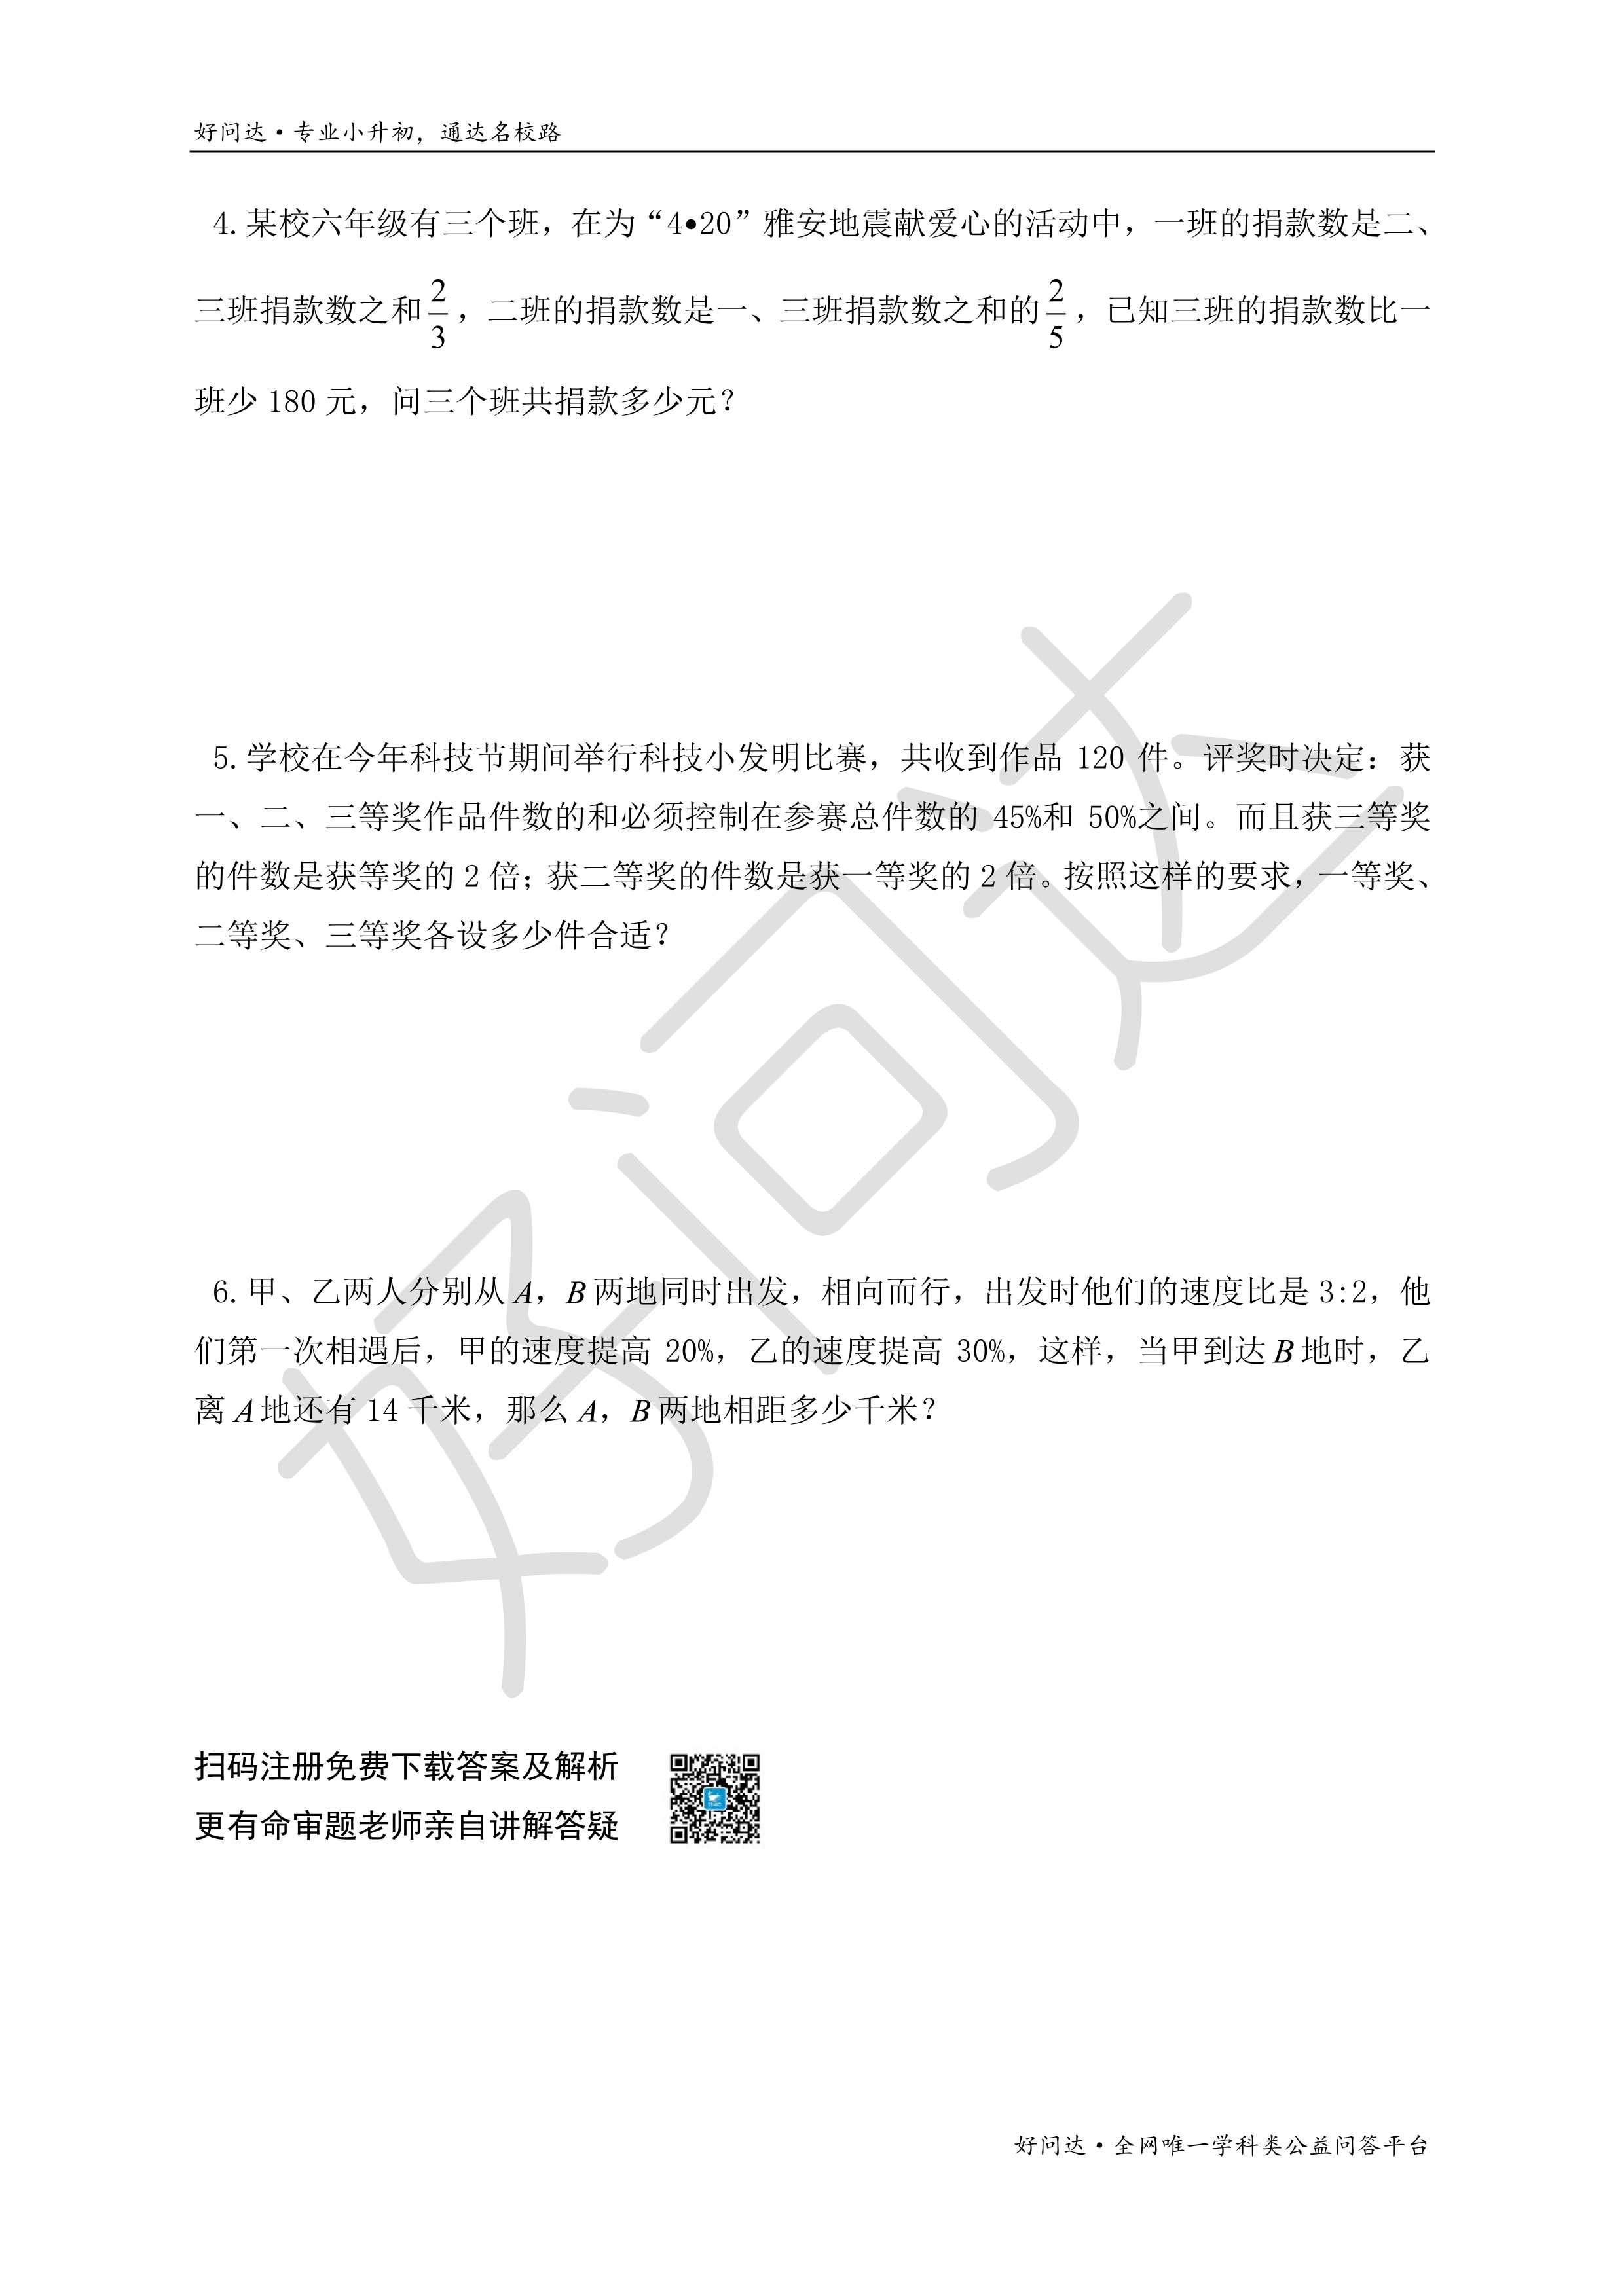 好问达·专业小升初，通达名校路
4.某校六年级有三个班，在为“4•20”雅安地震献爱心的活动中，一班的捐款数是二、
三班捐款数之和2/3，二班的捐款数是一、三班捐款数之和的2/5，已知三班的捐款数比一
班少 180 元，问三个班共捐款多少元？
5.学校在今年科技节期间举行科技小发明比赛，共收到作品 120 件。评奖时决定：获
一、二、三等奖作品件数的和必须控制在参赛总件数的 45%和 50%之间。而且获三等奖
的件数是获等奖的 2 倍；获二等奖的件数是获一等奖的 2 倍。按照这样的要求，一等奖、
二等奖、三等奖各设多少件合适？
6.甲、乙两人分别从 A，B 两地同时出发，相向而行，出发时他们的速度比是 3:2，他
们第一次相遇后，甲的速度提高 20%，乙的速度提高 30%，这样，当甲到达 B 地时，乙
离 A 地还有 14 千米，那么 A，B 两地相距多少千米？
好问达
扫码注册免费下载答案及解析
更有命审题老师亲自讲解答疑
好问达·全网唯一学科类公益问答平台